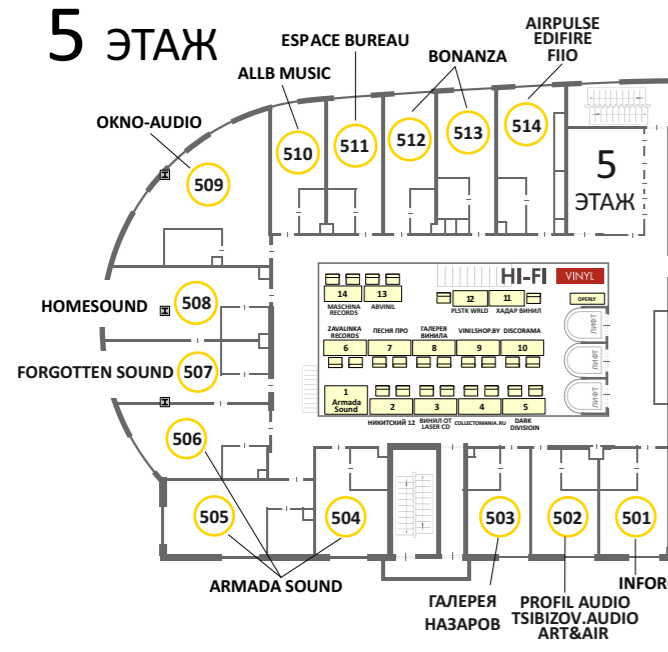 5 ЭТАЖ
AIRPULSE
EDIFIRE
FIIO
ESPACE BUREAU
BONANZA
ALLB MUSIC
OKNO-AUDIO
509
510
511
512
513
514
5
ЭТАЖ
HI-FI
VINYL
OPERLY
14
13
12
11
MASCHINA
RECORDS
ABVINIL
PLSTK WRLD
ХАДАР ВИНИЛ
ZAVALINKA
RECORDS
ПЕСНЯ ПРО
ГАЛЕРЕЯ
ВИНИЛА
VINILSHOP.BY
DISCORAMA
6
7
8
9
10
1
Armada
Sound
2
3
4
5
НИКИТСКИЙ 12
ВИНИЛ ОТ
LASER CD
COLLECTOMANIA.RU
DARK
DIVISIOIN
ЛИФТ
ЛИФТ
ЛИФТ
HOMESOUND
508
FORGOTTEN SOUND
507
506
505
504
503
502
501
ARMADA SOUND
ГАЛЕРЕЯ
НАЗАРОВ
PROFIL AUDIO
TSIBIZOV.AUDIO
ART&AIR